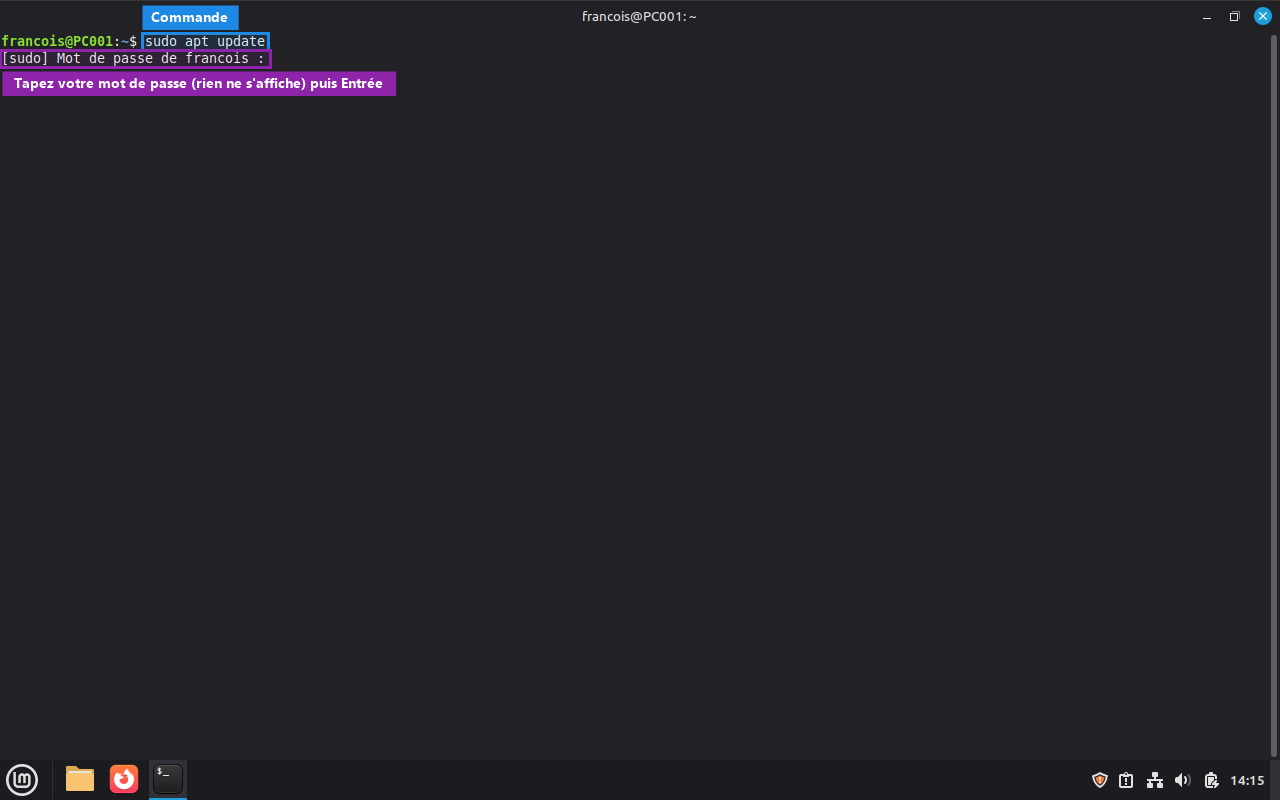 Commande
francois@PC001: ~
francois@PC001:~$ sudo apt update
[sudo] Mot de passe de francois :
Tapez votre mot de passe (rien ne s'affiche) puis Entrée
$_
14:15